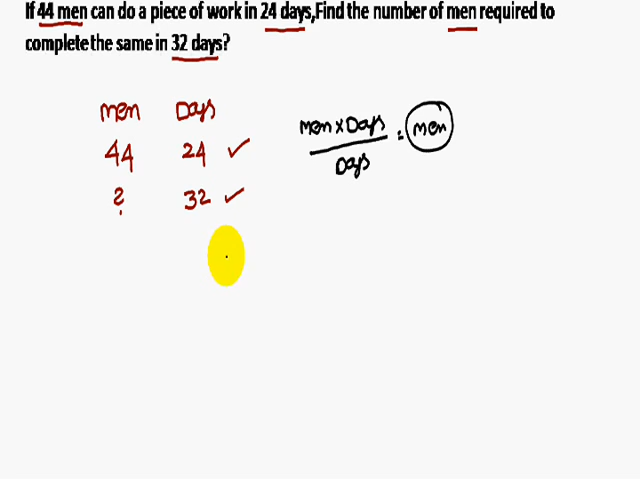 If 44 men can do a piece of work in 24 days,Find the number of men required to
complete the same in 32 days?
men Days
44 24 ✓
? 32 ✓
men x Days
Days
= men